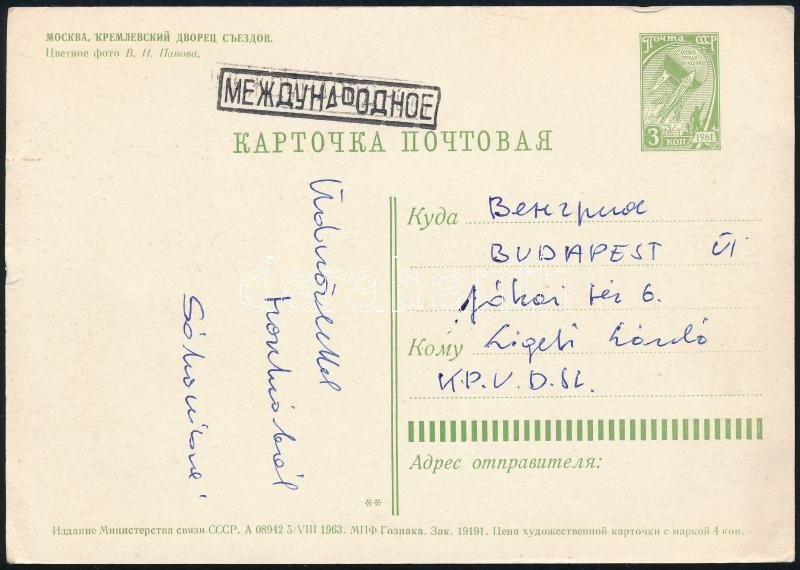 МОСКВА. КРЕМЛЕВСКИЙ ДВОРЕЦ СЪЕЗДОВ.
Цветное фото В. И. Панова.
МЕЖДУНАРОДНОЕ
ПОЧТА СССР
3 КОП.
1961
КАРТОЧКА ПОЧТОВАЯ
Üdvözlettel
Куда Венгрия
BUDAPEST VI
Jókai tér 6.
Кому Ligeti László
K.P.V.D.SZ.
Адрес отправителя:
**
Издание Министерства связи СССР. А 08942 5/VIII 1963. МПФ Гознака. Зак. 19191. Цена художественной карточки с маркой 4 коп.